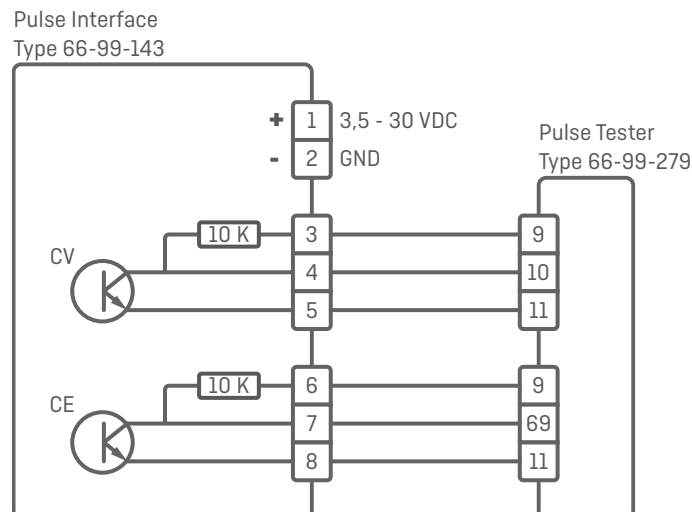 Pulse Interface
Type 66-99-143
+ 1 3,5 - 30 VDC
- 2 GND
Pulse Tester
Type 66-99-279
10 K 3 9
CV 4 10
5 11
10 K 6 9
CE 7 69
8 11